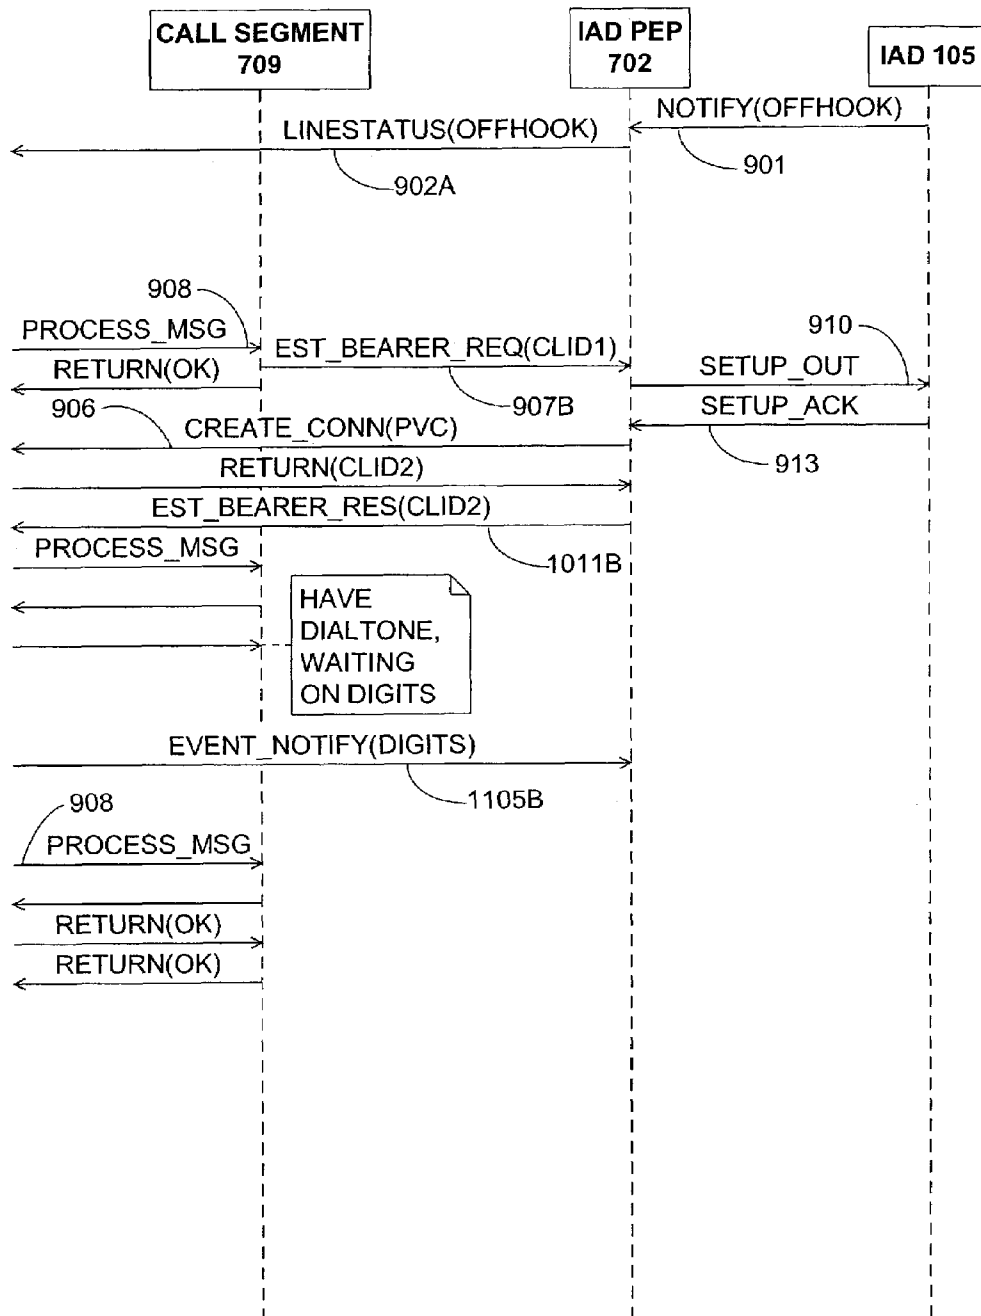 CALL SEGMENT
709
IAD PEP
702
IAD 105
NOTIFY(OFFHOOK)
LINESTATUS(OFFHOOK)
901
902A
908
PROCESS_MSG
910
EST_BEARER_REQ(CLID1)
RETURN(OK)
SETUP_OUT
907B
906
SETUP_ACK
CREATE_CONN(PVC)
913
RETURN(CLID2)
EST_BEARER_RES(CLID2)
PROCESS_MSG
1011B
HAVE
DIALTONE,
WAITING
ON DIGITS
EVENT_NOTIFY(DIGITS)
1105B
908
PROCESS_MSG
RETURN(OK)
RETURN(OK)